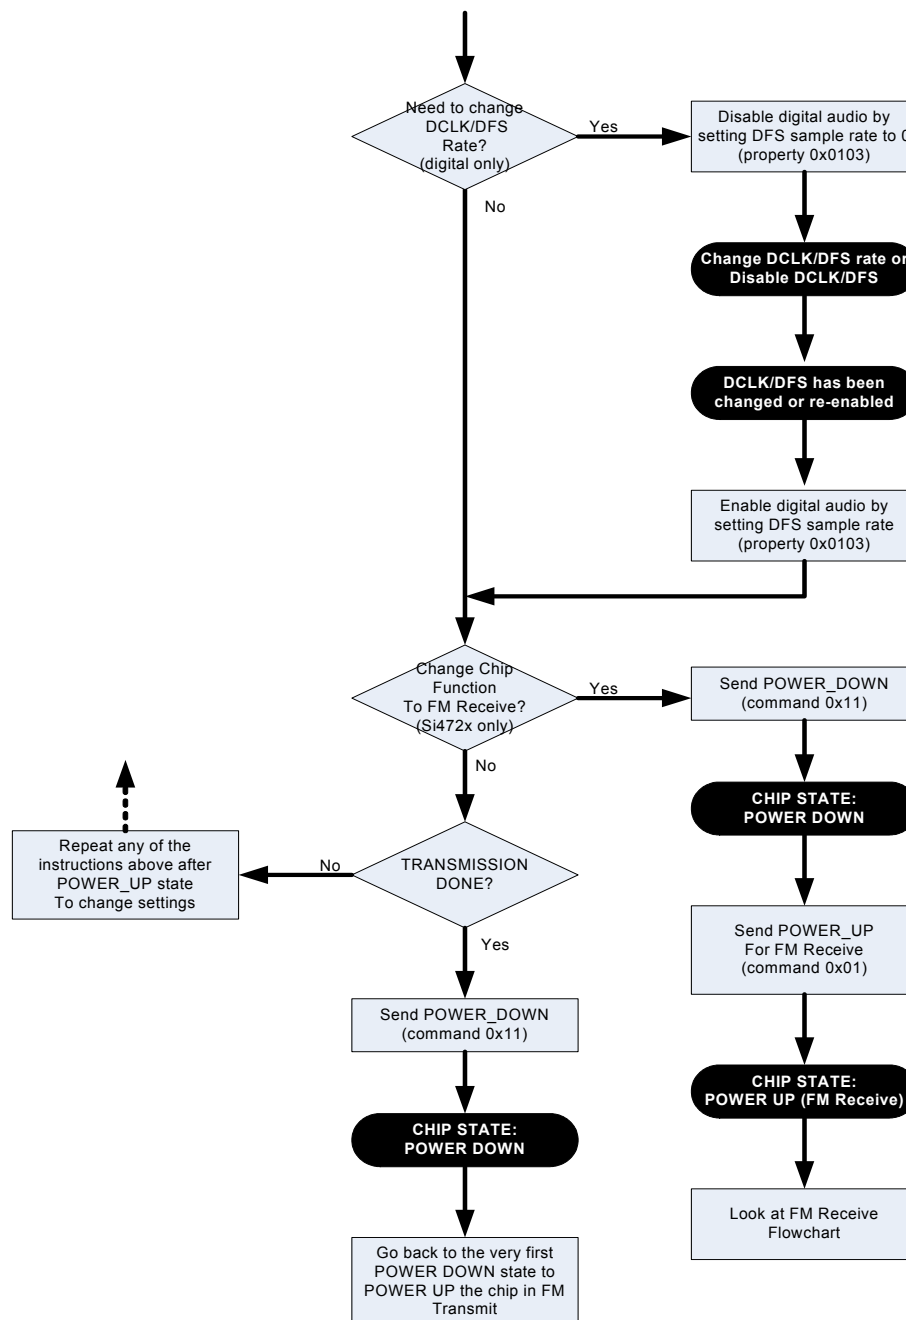 Need to change
DCLK/DFS
Rate?
(digital only)
Yes
Disable digital audio by
setting DFS sample rate to 0
(property 0x0103)
No
Change DCLK/DFS rate or
Disable DCLK/DFS
DCLK/DFS has been
changed or re-enabled
Enable digital audio by
setting DFS sample rate
(property 0x0103)
Change Chip
Function
To FM Receive?
(Si472x only)
Yes
Send POWER_DOWN
(command 0x11)
No
CHIP STATE:
POWER DOWN
Repeat any of the
instructions above after
POWER_UP state
To change settings
No
TRANSMISSION
DONE?
Yes
Send POWER_UP
For FM Receive
(command 0x01)
Send POWER_DOWN
(command 0x11)
CHIP STATE:
POWER UP (FM Receive)
CHIP STATE:
POWER DOWN
Look at FM Receive
Flowchart
Go back to the very first
POWER DOWN state to
POWER UP the chip in FM
Transmit